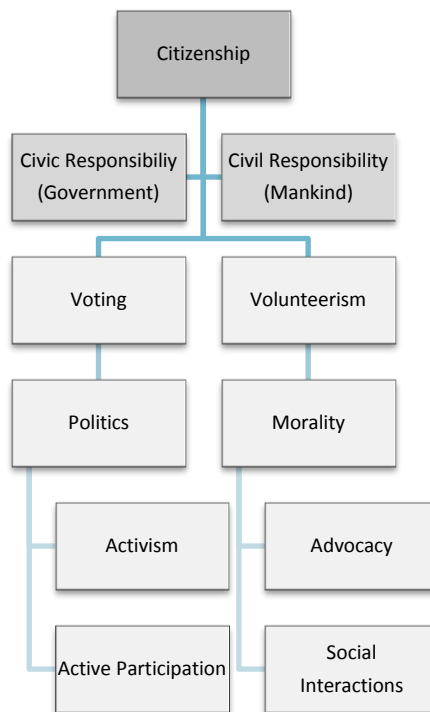 Citizenship
Civic Responsibiliy
(Government)
Civil Responsibility
(Mankind)
Voting
Volunteerism
Politics
Morality
Activism
Advocacy
Active Participation
Social
Interactions